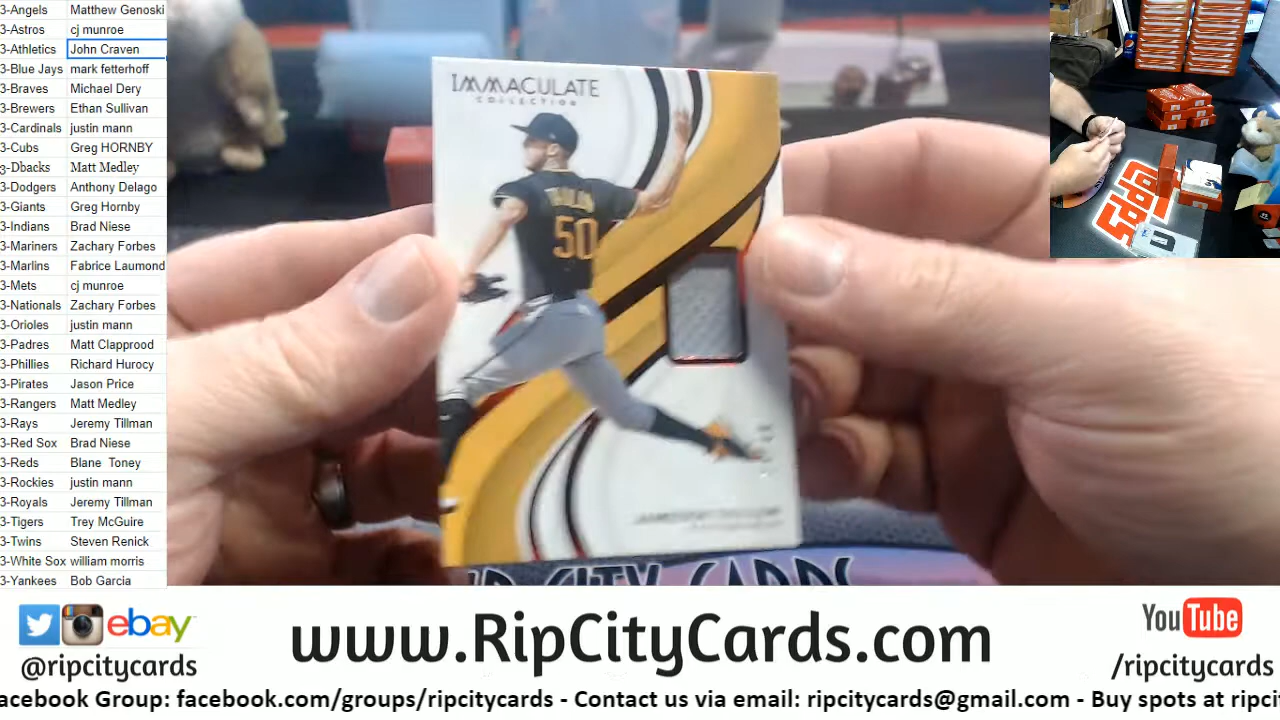 3-Angels Matthew Genoski
3-Astros cj munroe
3-Athletics John Craven
3-Blue Jays mark fetterhoff
3-Braves Michael Dery
3-Brewers Ethan Sullivan
3-Cardinals justin mann
3-Cubs Greg HORNBY
3-Dbacks Matt Medley
3-Dodgers Anthony Delago
3-Giants Greg Hornby
3-Indians Brad Niese
3-Mariners Zachary Forbes
3-Marlins Fabrice Laumond
3-Mets cj munroe
3-Nationals Zachary Forbes
3-Orioles justin mann
3-Padres Matt Clapprood
3-Phillies Richard Hurocy
3-Pirates Jason Price
3-Rangers Matt Medley
3-Rays Jeremy Tillman
3-Red Sox Brad Niese
3-Reds Blane Toney
3-Rockies justin mann
3-Royals Jeremy Tillman
3-Tigers Trey McGuire
3-Twins Steven Renick
3-White Sox william morris
3-Yankees Bob Garcia
IMMACULATE
COLLECTION
50
CITY CARDS
topps
ebay
@ripcitycards
www.RipCityCards.com
YouTube
/ripcitycards
acebook Group: facebook.com/groups/ripcitycards - Contact us via email: ripcitycards@gmail.com - Buy spots at ripci